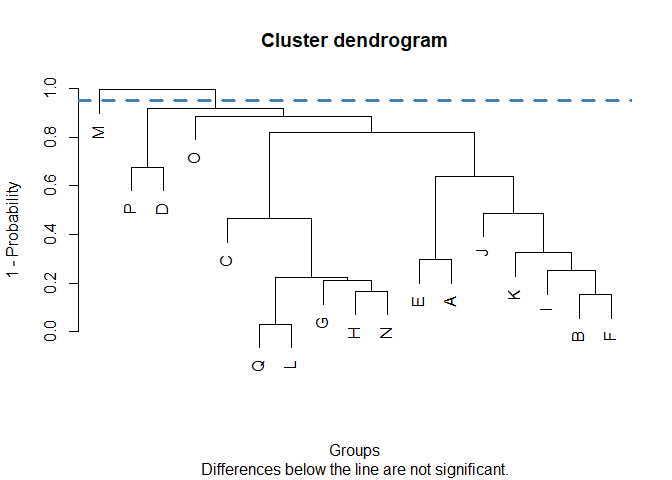 Cluster dendrogram
1 - Probability
1.0
0.8
0.6
0.4
0.2
0.0
M
P
D
O
C
Q
L
G
H
N
E
A
J
K
I
B
F
Groups
Differences below the line are not significant.